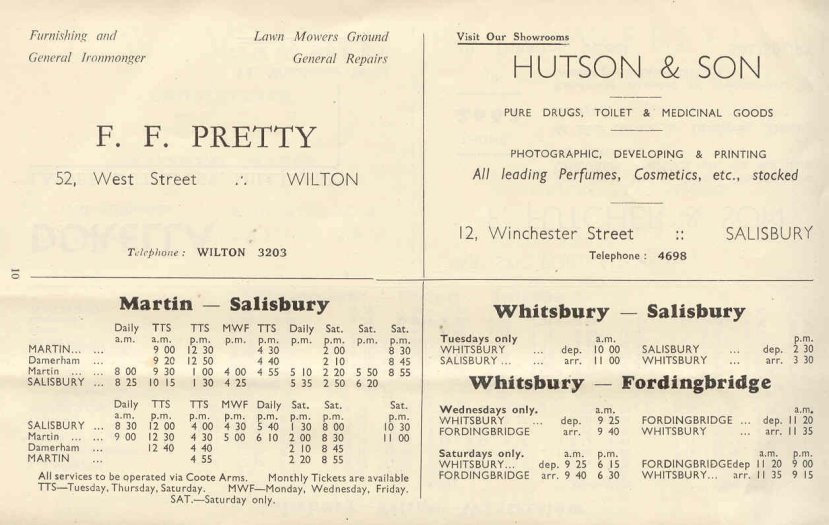 Furnishing and Lawn Mowers Ground
General Ironmonger General Repairs
F. F. PRETTY
52, West Street ∴ WILTON
Telephone : WILTON 3203
Visit Our Showrooms
HUTSON & SON
PURE DRUGS, TOILET & MEDICINAL GOODS
PHOTOGRAPHIC, DEVELOPING & PRINTING
All leading Perfumes, Cosmetics, etc., stocked
12, Winchester Street :: SALISBURY
Telephone : 4698
10
Martin — Salisbury
Daily TTS TTS MWF TTS Daily Sat. Sat. Sat.
a.m. a.m. p.m. p.m. p.m. p.m. p.m. p.m. p.m.
MARTIN... ... 9 00 12 30 4 30 2 00 8 30
Damerham ... 9 20 12 50 4 40 2 10 8 45
Martin ... ... 8 00 9 30 1 00 4 00 4 55 5 10 2 20 5 50 8 55
SALISBURY ... 8 25 10 15 1 30 4 25 5 35 2 50 6 20
Daily TTS TTS MWF Daily Sat. Sat. Sat.
a.m. p.m. p.m. p.m. p.m. p.m. p.m. p.m.
SALISBURY ... 8 30 12 00 4 00 4 30 5 40 1 30 8 00 10 30
Martin ... ... 9 00 12 30 4 30 5 00 6 10 2 00 8 30 11 00
Damerham ... 12 40 4 40 2 10 8 45
MARTIN ... 4 55 2 20 8 55
All services to be operated via Coote Arms. Monthly Tickets are available
TTS—Tuesday, Thursday, Saturday. MWF—Monday, Wednesday, Friday.
SAT.—Saturday only.
Whitsbury — Salisbury
Tuesdays only a.m. p.m.
WHITSBURY ... dep. 10 00 SALISBURY ... dep. 2 30
SALISBURY ... ... arr. 11 00 WHITSBURY ... arr. 3 30
Whitsbury — Fordingbridge
Wednesdays only. a.m. a.m.
WHITSBURY ... dep. 9 25 FORDINGBRIDGE ... dep. 11 20
FORDINGBRIDGE arr. 9 40 WHITSBURY ... arr. 11 35
Saturdays only. a.m. p.m. a.m. p.m.
WHITSBURY... dep. 9 25 6 15 FORDINGBRIDGE dep 11 20 9 00
FORDINGBRIDGE arr. 9 40 6 30 WHITSBURY... arr. 11 35 9 15